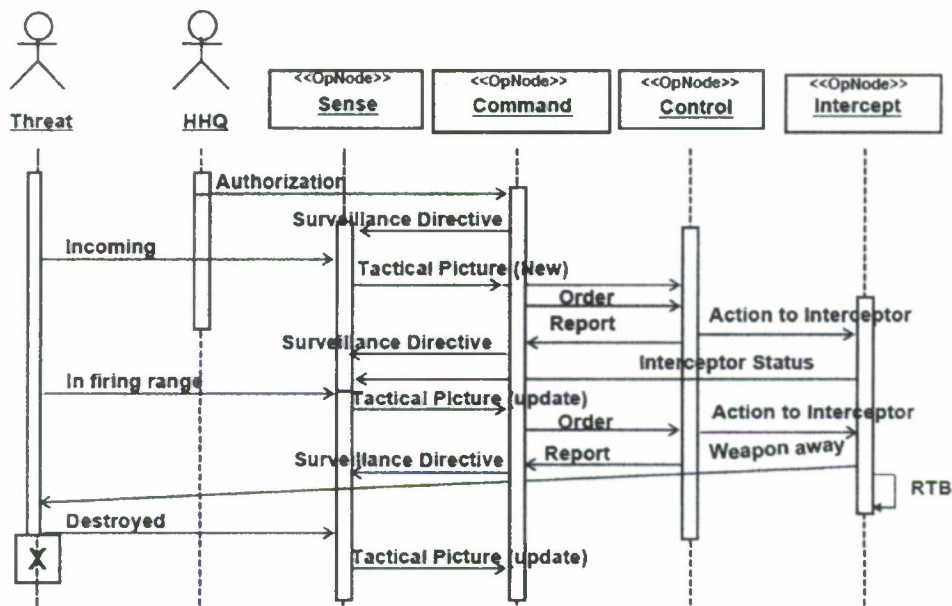 <<OpNode>>
<<OpNode>>
<<OpNode>>
<<OpNode>>
Sense
Command
Control
Intercept
Threat
HHQ
Authorization
Surveillance Directive
Incoming
Tactical Picture (New)
Order
Action to Interceptor
Report
Surveillance Directive
Interceptor Status
In firing range
Tactical Picture (update)
Order
Action to Interceptor
Weapon away
Surveillance Directive
Report
RTB
Destroyed
X
Tactical Picture (update)